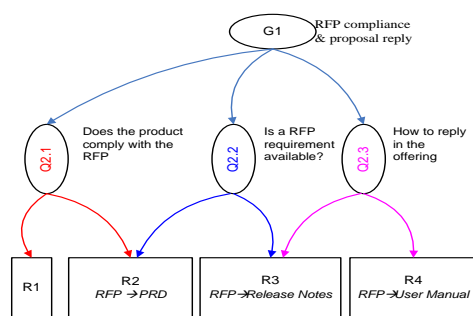 G1
RFP compliance
& proposal reply
Q2.1
Does the product
comply with the
RFP
Q2.2
Is a RFP
requirement
available?
Q2.3
How to reply
in the
offering
R1
R2
RFP →PRD
R3
RFP→Release Notes
R4
RFP→User Manual